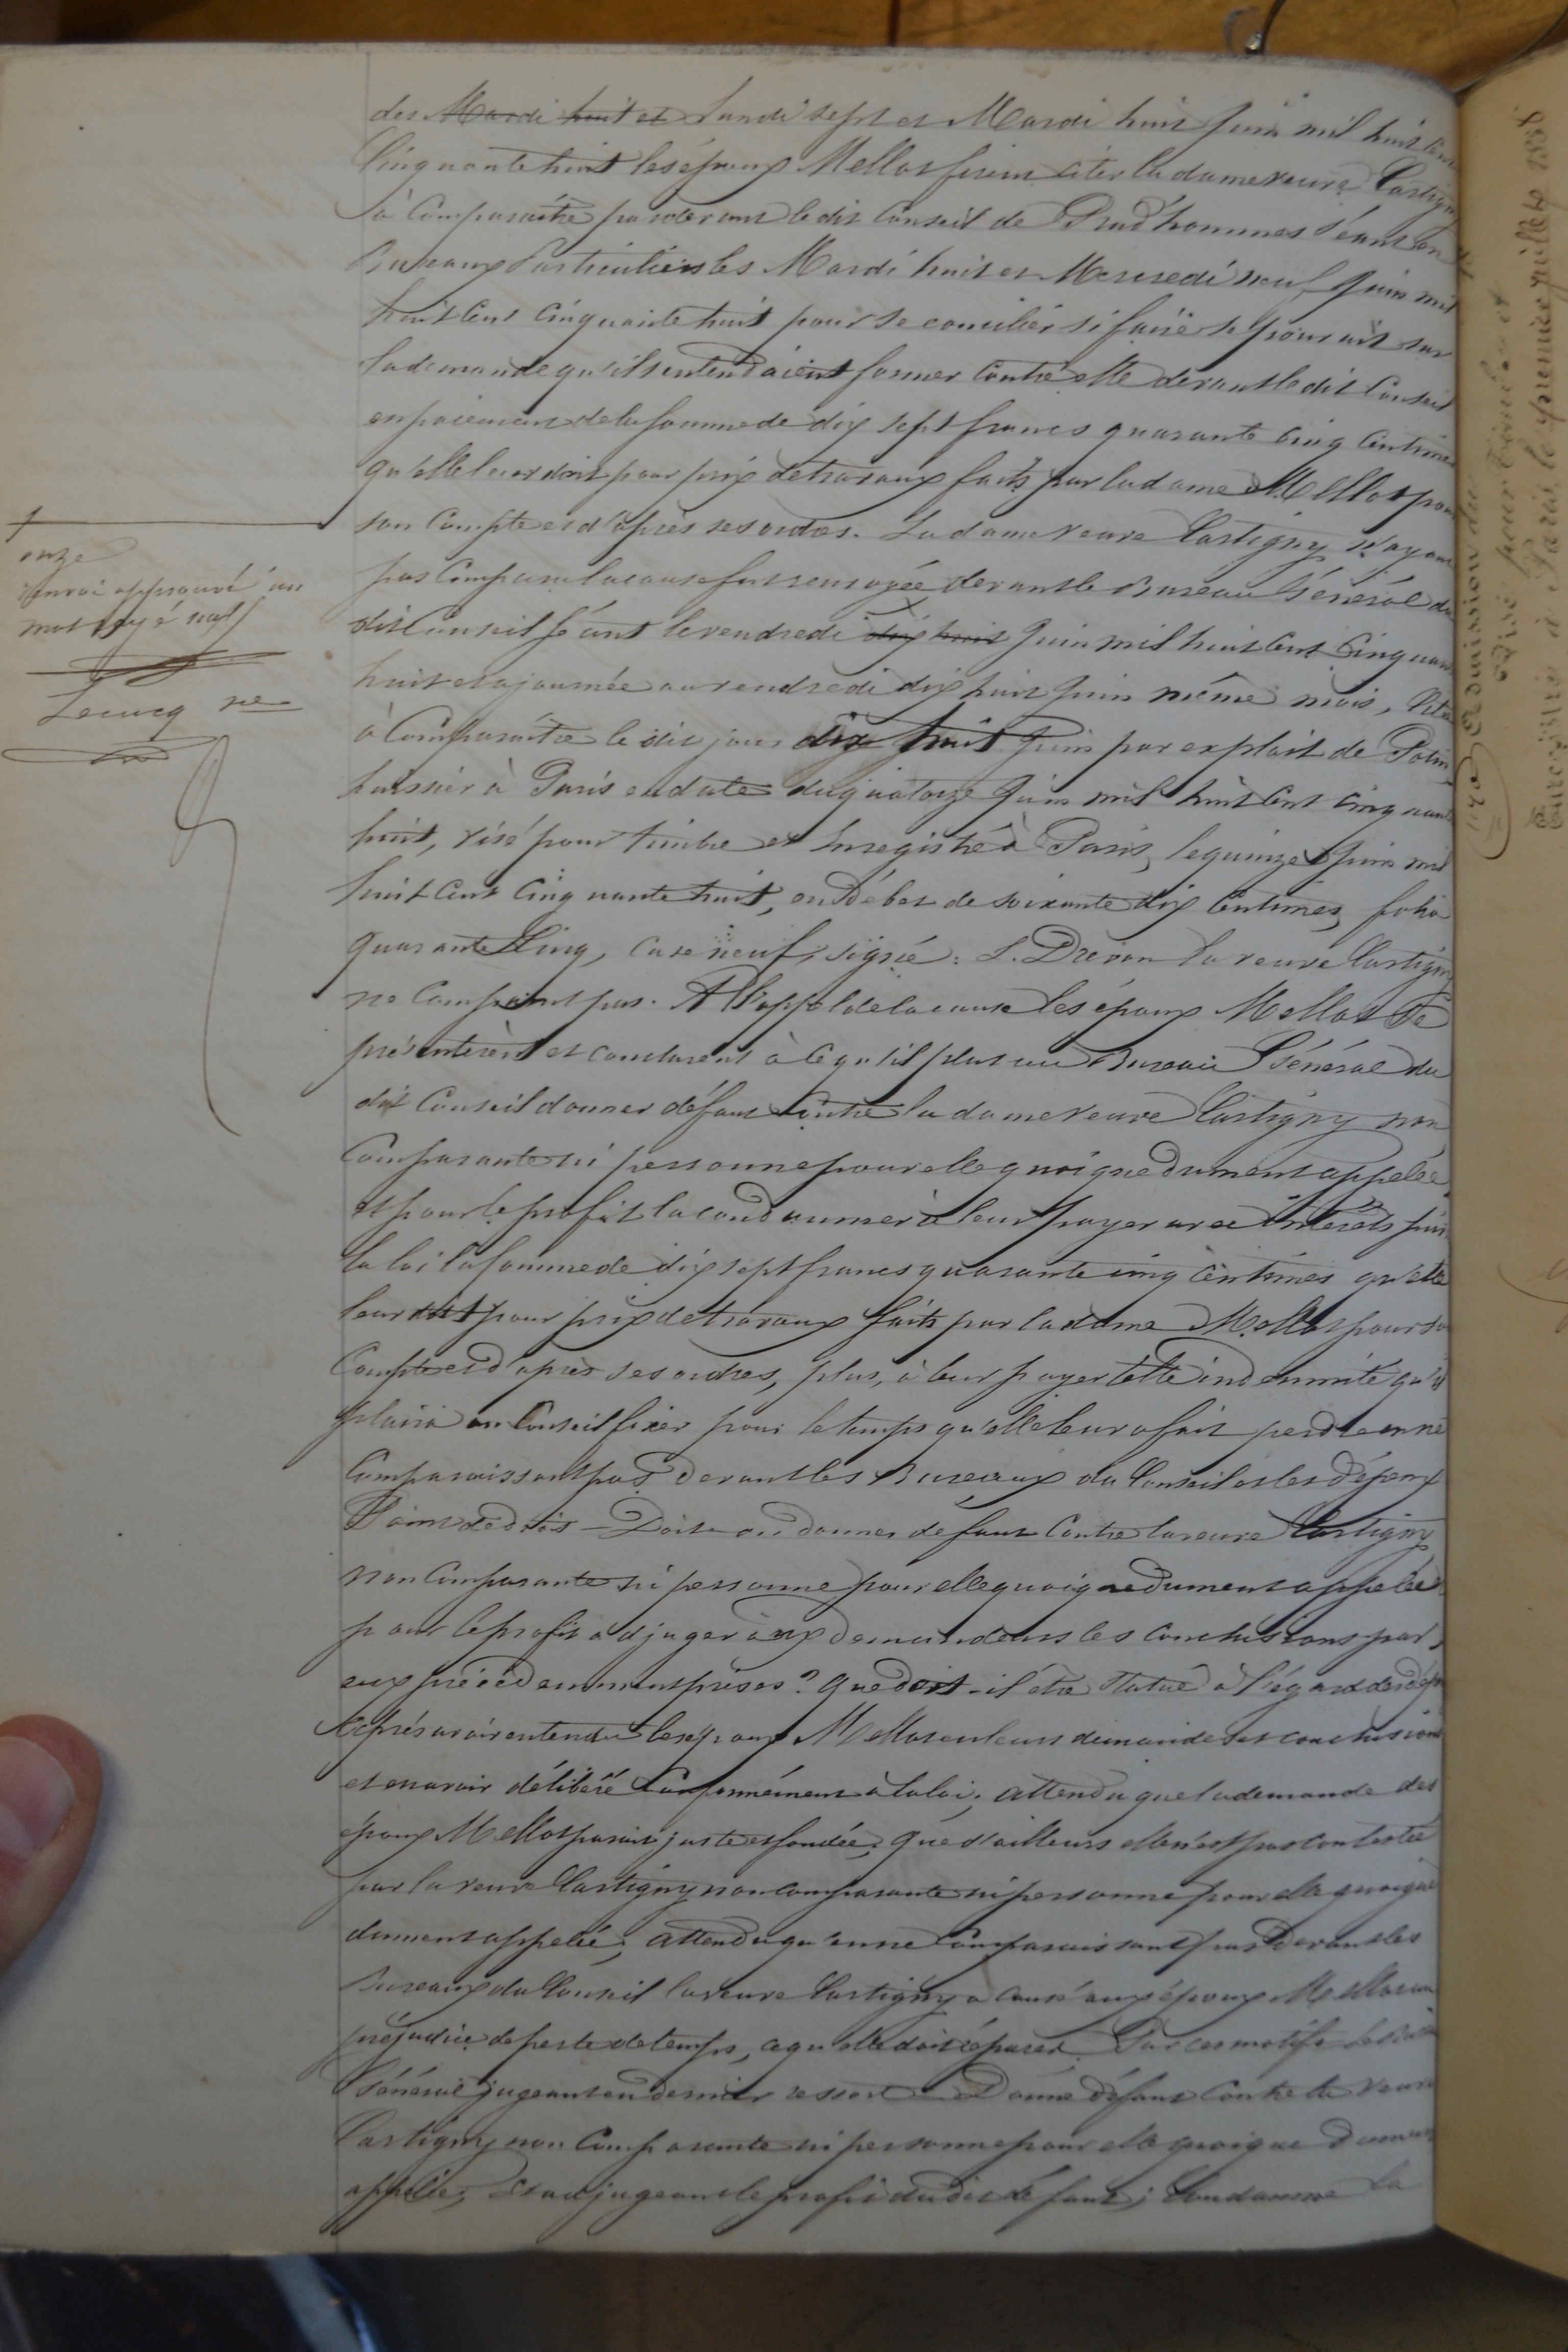 des Mardi huit et Lundi sept et Mardi huit Juin mil huit cent
Cinquante huit les époux Mellot firent citer la dame veuve Cartigny
à Comparaître pardevant le dit Conseil de Prud'hommes Séant en
Bureaux Particuliers les Mardi huit et Mercredi neuf Juin mil
huit Cent Cinquante huit pour se concilier si faire se pouvait sur
la demande qu'ils entendaient former Contre elle devant le dit Conseil
en paiement de la somme de dix sept francs quarante cinq Centimes
qu'elle leur doit pour prix de travaux faits par la dame Mellot pour
son Compte et d'après ses ordres. La dame veuve Cartigny n'ayant
pas Comparu la cause fut renvoyée devant le Bureau Général du
dit Conseil Séant le vendredi dix huit Juin mil huit Cent Cinquante
huit et ajournée au vendredi dix huit Juin même mois, Citée
à Comparaître le dit jour dix huit Juin par exploit de
huissier à Paris en date du quatorze Juin mil huit Cent Cinquante
huit, visé pour timbre et Enregistré à Paris, le quinze Juin mil
huit Cent Cinquante huit, en Débet de soixante dix Centimes, folio
quarante Cinq, case neuf, signé: la veuve Cartigny
ne Comparut pas. A l'appel de la cause les époux Mellot se
présentèrent et conclurent à ce qu'il plut au Bureau Général du
dit Conseil donner défaut Contre la dame veuve Cartigny non
Comparante ni personne pour elle quoique dument appelée
et pour le profit la condamner à leur payer avec intérêts suivant
la loi la somme de dix sept francs quarante cinq Centimes qu'elle
leur doit pour prix de travaux faits par la dame Mellot pour son
Compte et d'après ses ordres, plus, à leur payer telle indemnité qu'il
plaira au Conseil fixer pour le temps qu'elle leur a fait perdre en ne
Comparaissant pas devant les Bureaux du Conseil et les dépens
Point de droit – Doit-on donner défaut Contre la veuve Cartigny
non Comparante ni personne pour elle quoique dument appelée
pour le profit adjuger aux demandeurs les conclusions par
eux précédemment prises? Que doit-il être Statué à l'égard des dépens
Après avoir entendu les époux Mellot en leurs demande et conclusions
et en avoir délibéré Conformément à la loi; attendu que la demande des
époux Mellot parait juste et fondée; Que d'ailleurs elle n'est pas Contestée
par la veuve Cartigny non Comparante ni personne pour elle quoique
dument appelée; attendu qu'en ne Comparaissant pas devant les
Bureaux du Conseil la veuve Cartigny a causé aux époux Mellot un
préjudice de perte de temps, ce qu'elle doit réparer. Par ces motifs – le Bureau
Général jugeant en dernier ressort – Donne défaut Contre la veuve
Cartigny non Comparante ni personne pour elle quoique dument
appelée; Et adjugeant le profit du dit défaut; Condamne la
onze
renvoi approuvé un
mot rayé nul
Lecucq
Enregistré à Paris le premier juillet 1858